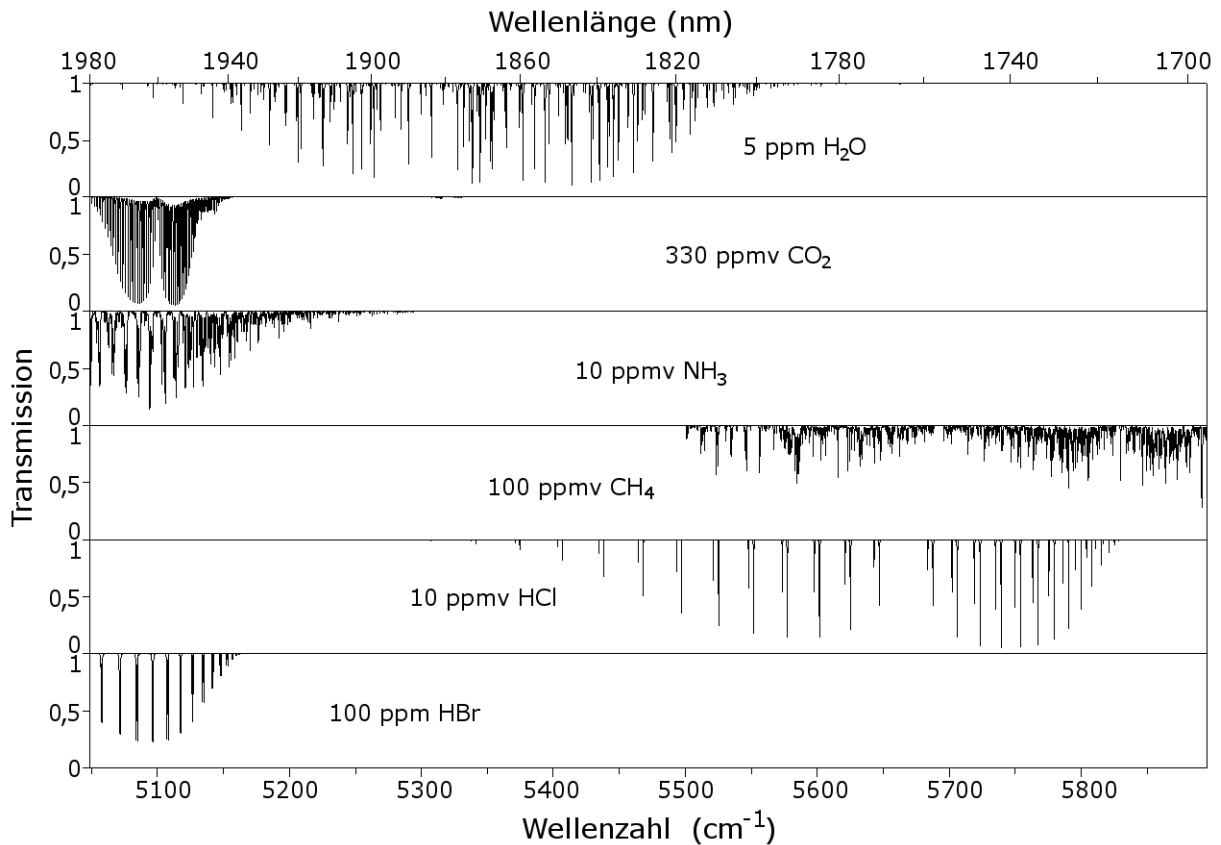 Wellenlänge (nm)
1980 1940 1900 1860 1820 1780 1740 1700
1
0,5
5 ppm H₂O
0
1
0,5
330 ppmv CO₂
0
1
0,5
10 ppmv NH₃
0
1
0,5
100 ppmv CH₄
0
1
0,5
10 ppmv HCl
0
1
0,5
100 ppm HBr
0
Transmission
5100 5200 5300 5400 5500 5600 5700 5800
Wellenzahl (cm⁻¹)